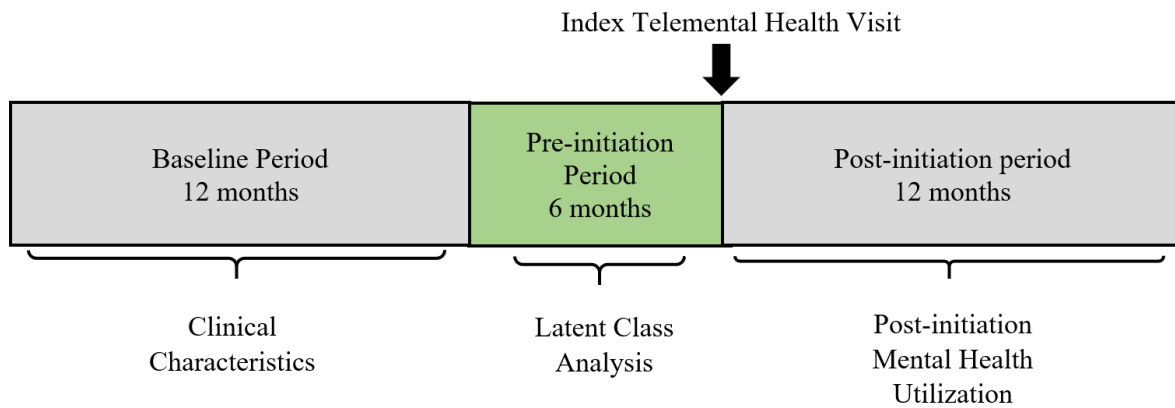 Index Telemental Health Visit
Baseline Period
12 months
Pre-initiation
Period
6 months
Post-initiation period
12 months
Clinical
Characteristics
Latent Class
Analysis
Post-initiation
Mental Health
Utilization